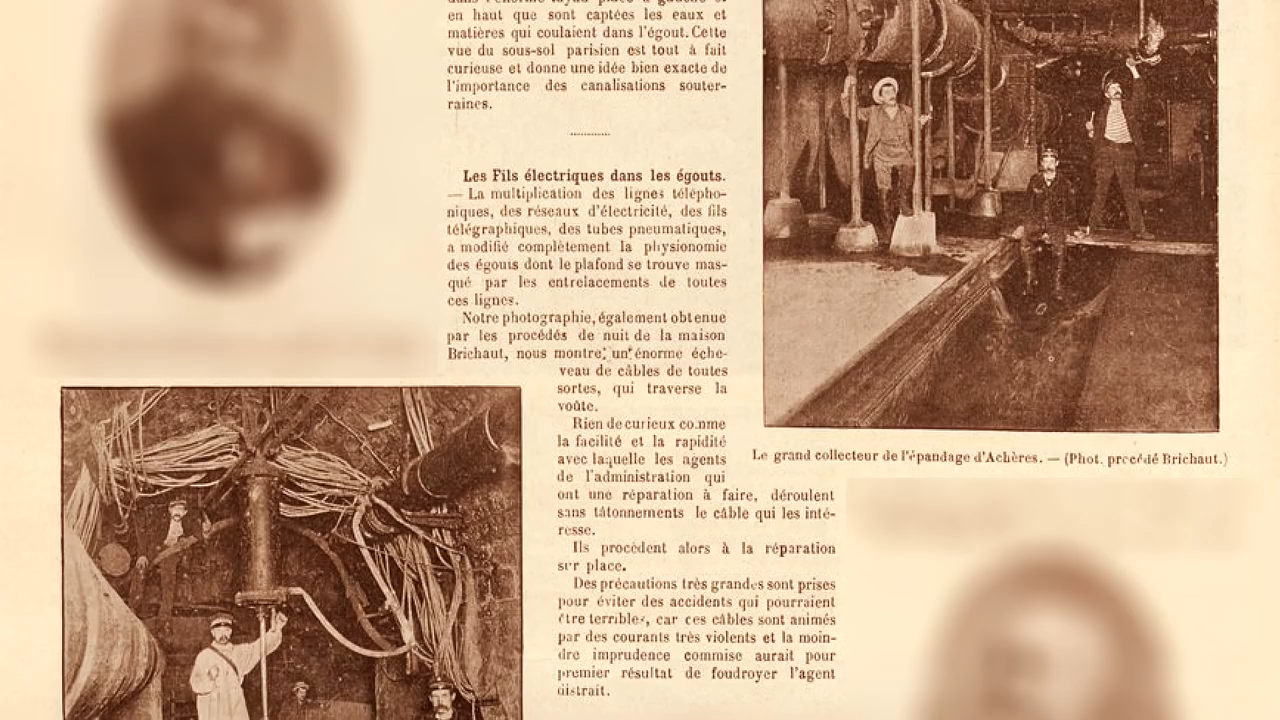 en haut que sont captées les eaux et
matières qui coulaient dans l'égout. Cette
vue du sous-sol parisien est tout à fait
curieuse et donne une idée bien exacte de
l'importance des canalisations souter-
raines.
Les Fils électriques dans les égouts.
— La multiplication des lignes télépho-
niques, des réseaux d'électricité, des fils
télégraphiques, des tubes pneumatiques,
a modifié complètement la physionomie
des égouts dont le plafond se trouve mas-
qué par les entrelacements de toutes
ces lignes.
Notre photographie, également obtenue
par les procédés de nuit de la maison
Brichaut, nous montre, un énorme éche-
veau de câbles de toutes
sortes, qui traverse la
voûte.
Rien de curieux comme
la facilité et la rapidité
avec laquelle les agents
de l'administration qui
ont une réparation à faire, déroulent
sans tâtonnements le câble qui les inté-
resse.
Ils procèdent alors à la réparation
sur place.
Des précautions très grandes sont prises
pour éviter des accidents qui pourraient
être terribles, car ces câbles sont animés
par des courants très violents et la moin-
dre imprudence commise aurait pour
premier résultat de foudroyer l'agent
distrait.
Le grand collecteur de l'épandage d'Achères. — (Phot. procédé Brichaut.)